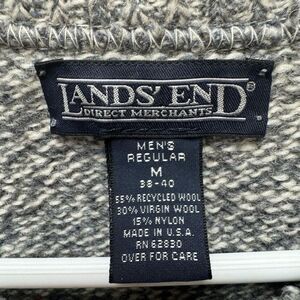 LANDS' END®
DIRECT MERCHANTS
MEN'S
REGULAR
M
38-40
55% RECYCLED WOOL
30% VIRGIN WOOL
15% NYLON
MADE IN U.S.A.
RN 62830
OVER FOR CARE